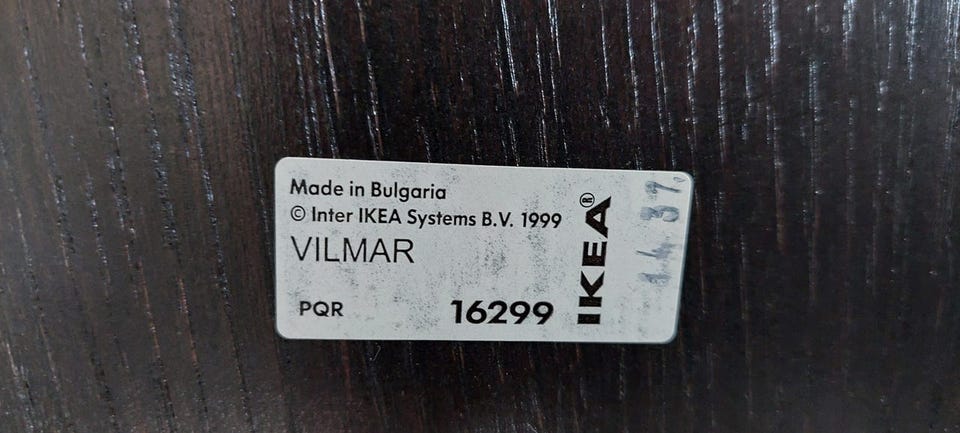 Made in Bulgaria
© Inter IKEA Systems B.V. 1999
VILMAR
PQR
16299
IKEA®